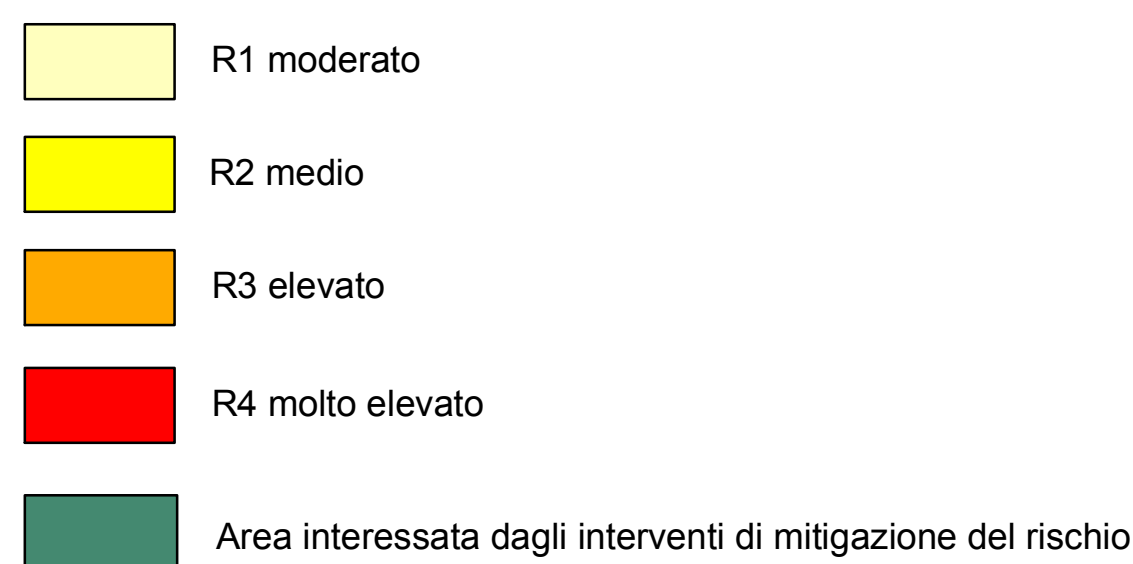 R1 moderato
R2 medio
R3 elevato
R4 molto elevato
Area interessata dagli interventi di mitigazione del rischio